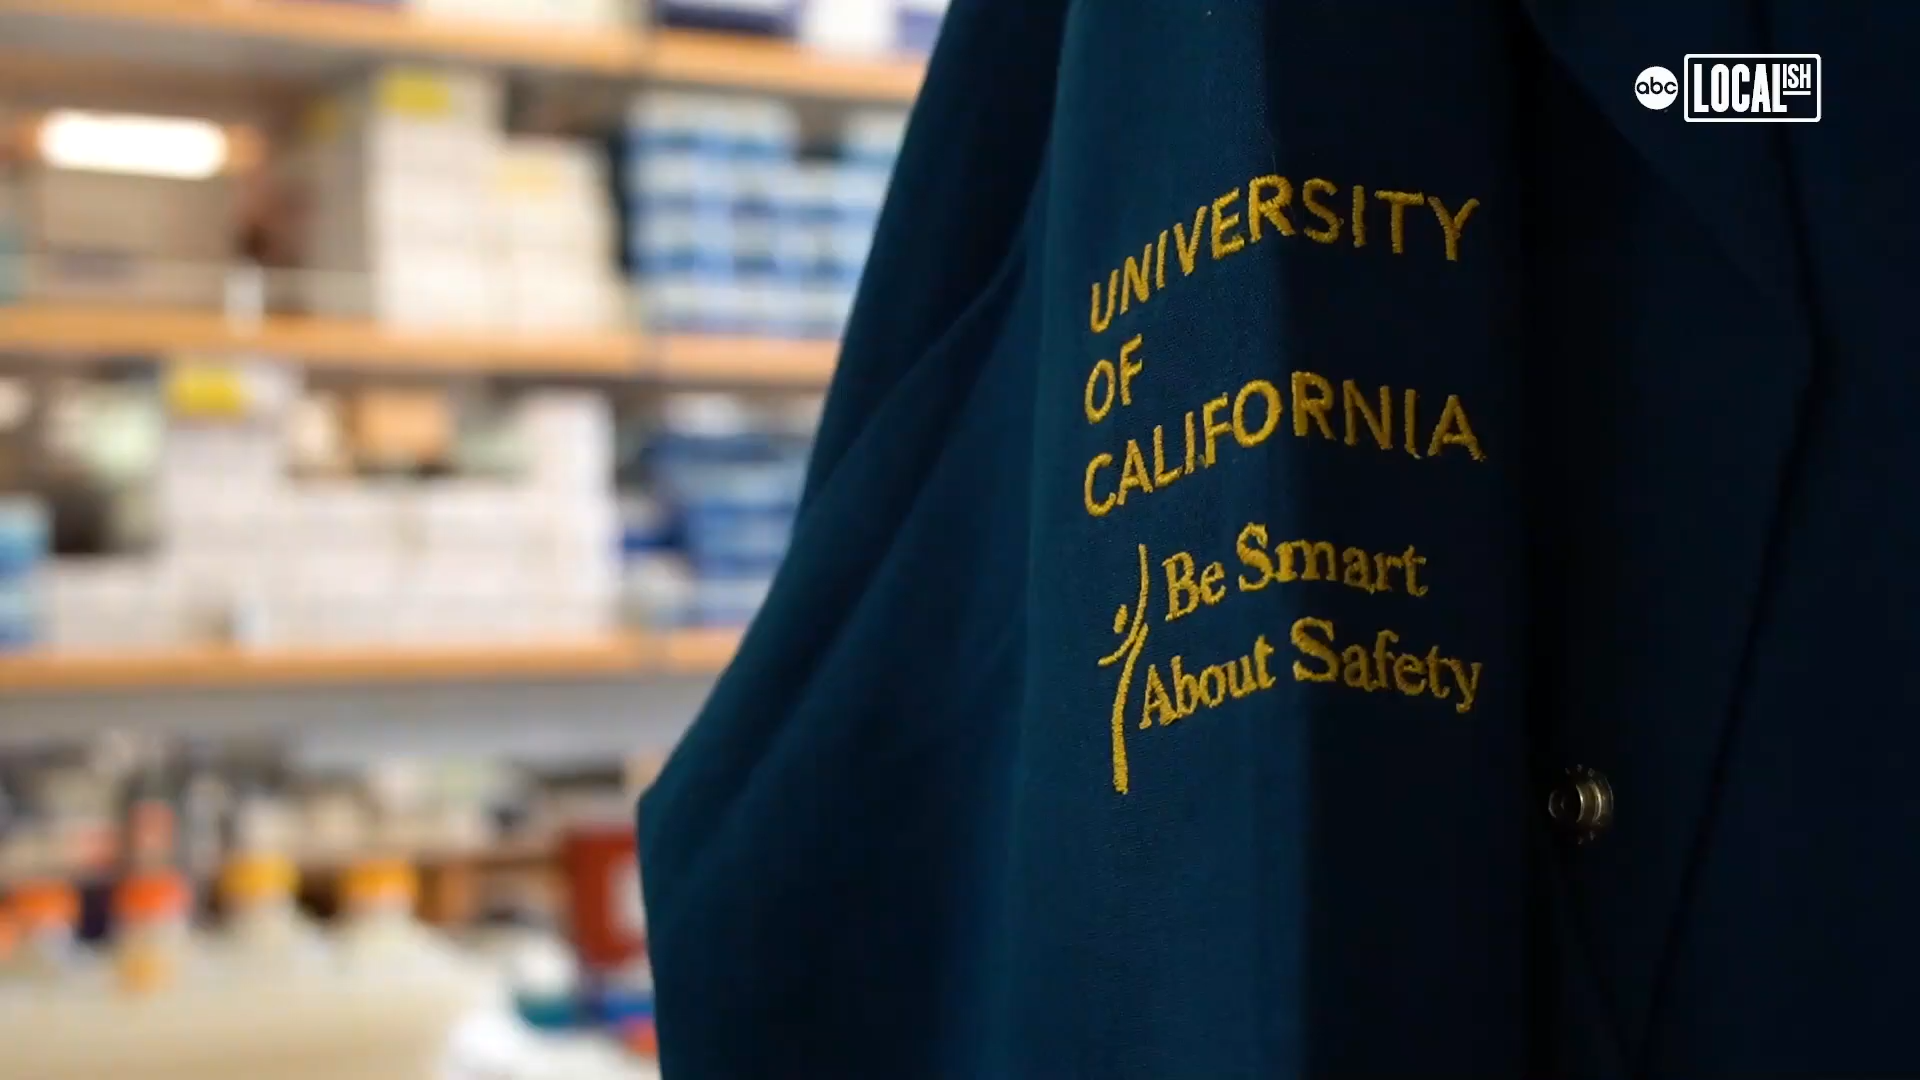 abc LOCALISH
UNIVERSITY
OF
CALIFORNIA
Be Smart
About Safety